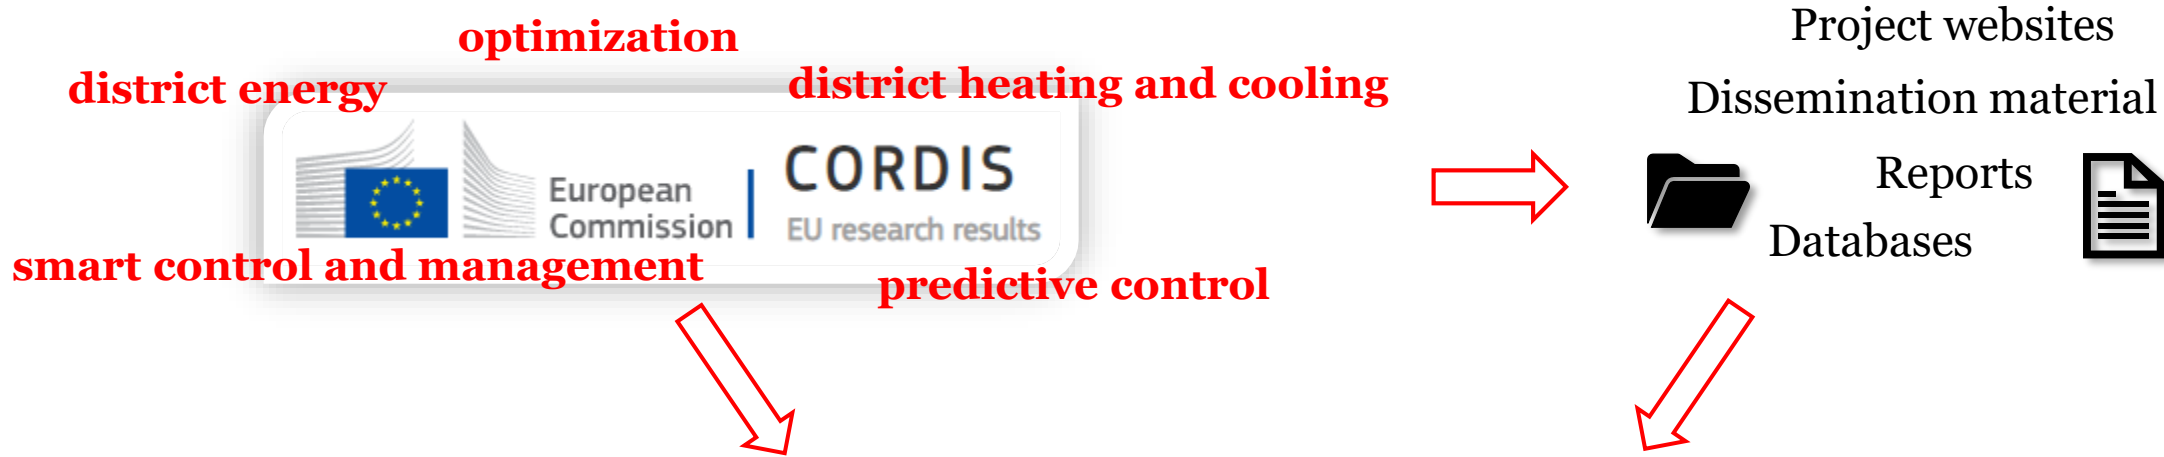 optimization
district energy
district heating and cooling
European
Commission
CORDIS
EU research results
smart control and management
predictive control
Project websites
Dissemination material
Reports
Databases